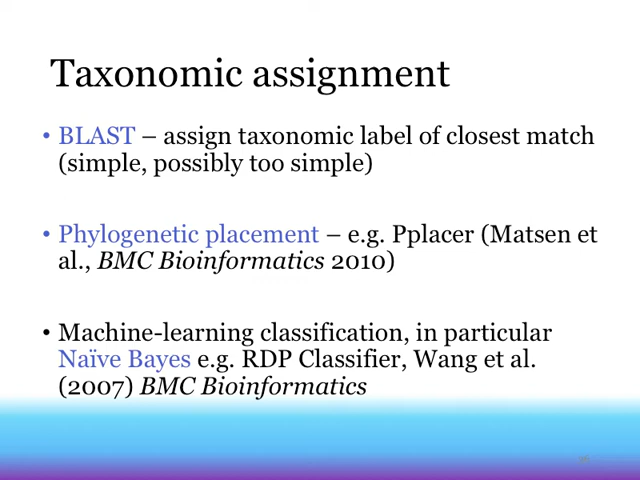 Taxonomic assignment
• BLAST – assign taxonomic label of closest match
(simple, possibly too simple)
• Phylogenetic placement – e.g. Pplacer (Matsen et
al., BMC Bioinformatics 2010)
• Machine-learning classification, in particular
Naïve Bayes e.g. RDP Classifier, Wang et al.
(2007) BMC Bioinformatics